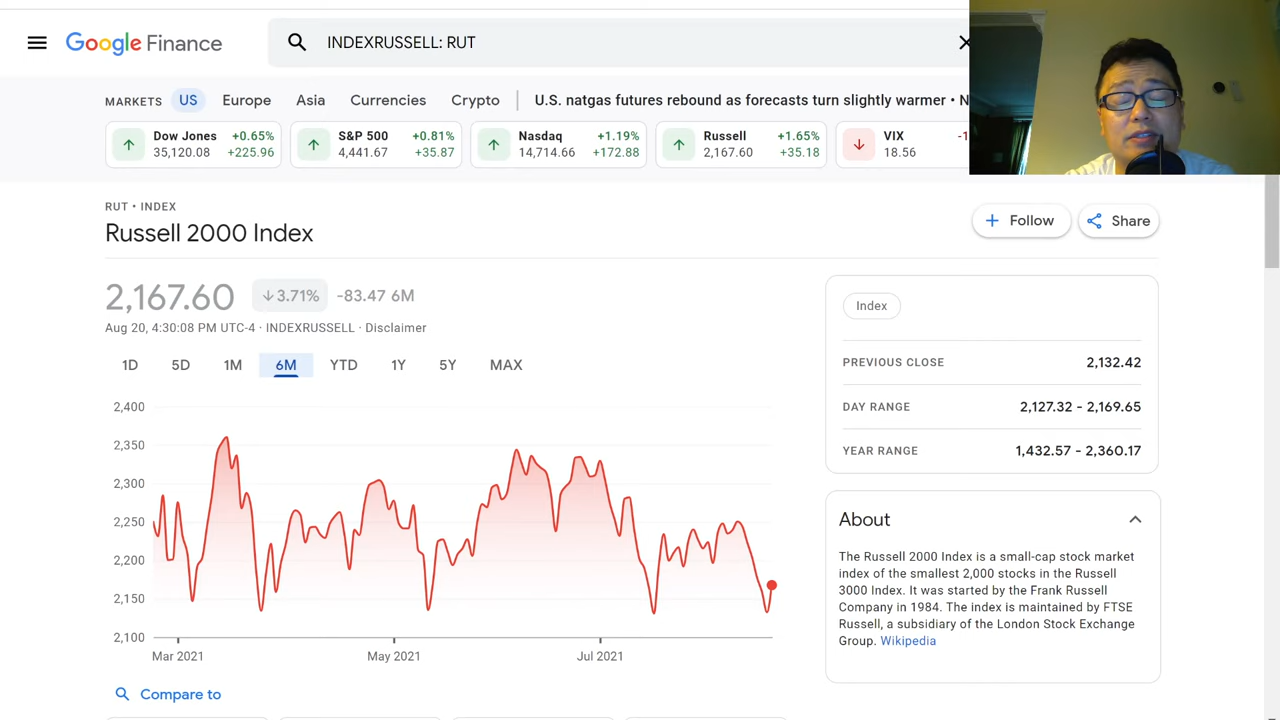 Google Finance
INDEXRUSSELL: RUT
MARKETS US Europe Asia Currencies Crypto U.S. natgas futures rebound as forecasts turn slightly warmer • N
Dow Jones +0.65%
35,120.08 +225.96
S&P 500 +0.81%
4,441.67 +35.87
Nasdaq +1.19%
14,714.66 +172.88
Russell +1.65%
2,167.60 +35.18
VIX -1
18.56
RUT • INDEX
Russell 2000 Index
+ Follow
Share
2,167.60 ↓3.71% -83.47 6M
Aug 20, 4:30:08 PM UTC-4 · INDEXRUSSELL · Disclaimer
1D 5D 1M 6M YTD 1Y 5Y MAX
2,400
2,350
2,300
2,250
2,200
2,150
2,100
Mar 2021 May 2021 Jul 2021
Compare to
Index
PREVIOUS CLOSE 2,132.42
DAY RANGE 2,127.32 - 2,169.65
YEAR RANGE 1,432.57 - 2,360.17
About
The Russell 2000 Index is a small-cap stock market
index of the smallest 2,000 stocks in the Russell
3000 Index. It was started by the Frank Russell
Company in 1984. The index is maintained by FTSE
Russell, a subsidiary of the London Stock Exchange
Group. Wikipedia